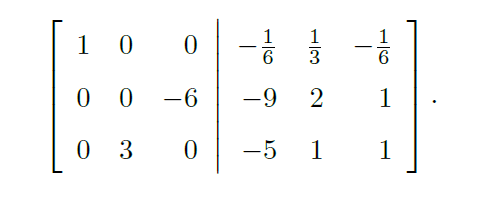 1 0 0 | −1/6 1/3 −1/6
0 0 −6 | −9 2 1 .
0 3 0 | −5 1 1